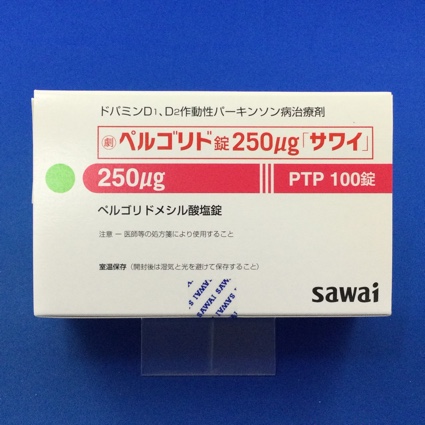 ドパミンD1、D2作動性パーキンソン病治療剤
劇 ペルゴリド錠250μg「サワイ」
250μg PTP 100錠
ペルゴリドメシル酸塩錠
注意 ー 医師等の処方箋により使用すること
室温保存（開封後は湿気と光を避けて保存すること）
sawai
SAWAI SAWAI SAWAI